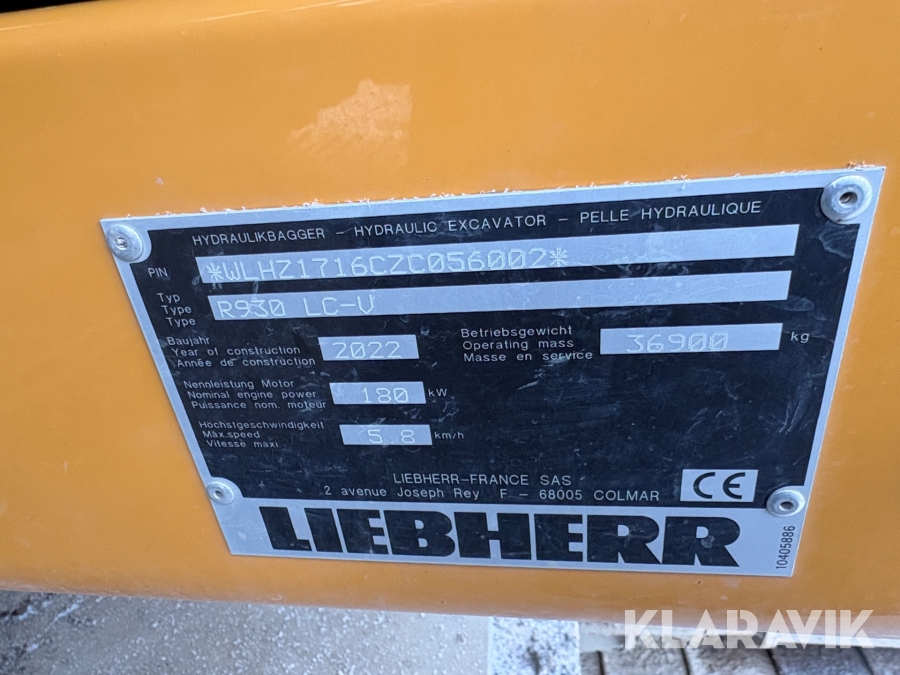 HYDRAULIKBAGGER - HYDRAULIC EXCAVATOR - PELLE HYDRAULIQUE
PIN *WLHZ1716CZC056002*
Typ
Type
Type
R930 LC-V
Baujahr
Year of construction
Année de construction
2022
Betriebsgewicht
Operating mass
Masse en service
36900 kg
Nennleistung Motor
Nominal engine power
Puissance nom. moteur
180 kW
Höchstgeschwindigkeit
Max.speed
Vitesse maxi
5.8 km/h
LIEBHERR-FRANCE SAS
2 avenue Joseph Rey F - 68005 COLMAR
CE
LIEBHERR
10405886
KLARAVIK